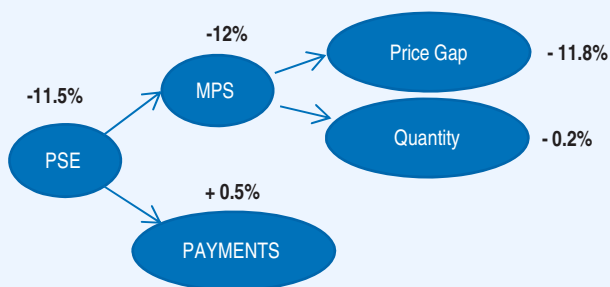 -12%
Price Gap
- 11.8%
-11.5%
MPS
Quantity
- 0.2%
PSE
+ 0.5%
PAYMENTS